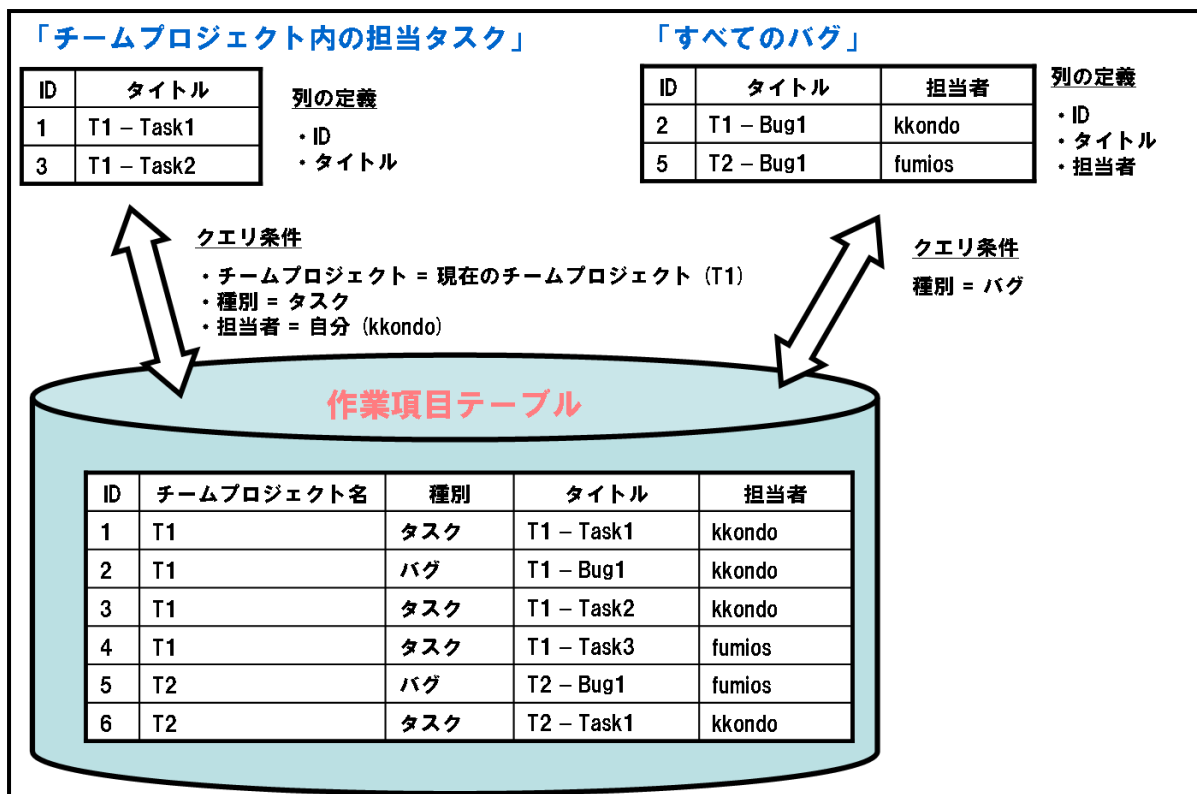 「チームプロジェクト内の担当タスク」
ID タイトル
1 T1 – Task1
3 T1 – Task2
列の定義
・ID
・タイトル
「すべてのバグ」
ID タイトル 担当者
2 T1 – Bug1 kkondo
5 T2 – Bug1 fumios
列の定義
・ID
・タイトル
・担当者
クエリ条件
・チームプロジェクト = 現在のチームプロジェクト (T1)
・種別 = タスク
・担当者 = 自分 (kkondo)
クエリ条件
種別 = バグ
作業項目テーブル
ID チームプロジェクト名 種別 タイトル 担当者
1 T1 タスク T1 – Task1 kkondo
2 T1 バグ T1 – Bug1 kkondo
3 T1 タスク T1 – Task2 kkondo
4 T1 タスク T1 – Task3 fumios
5 T2 バグ T2 – Bug1 fumios
6 T2 タスク T2 – Task1 kkondo